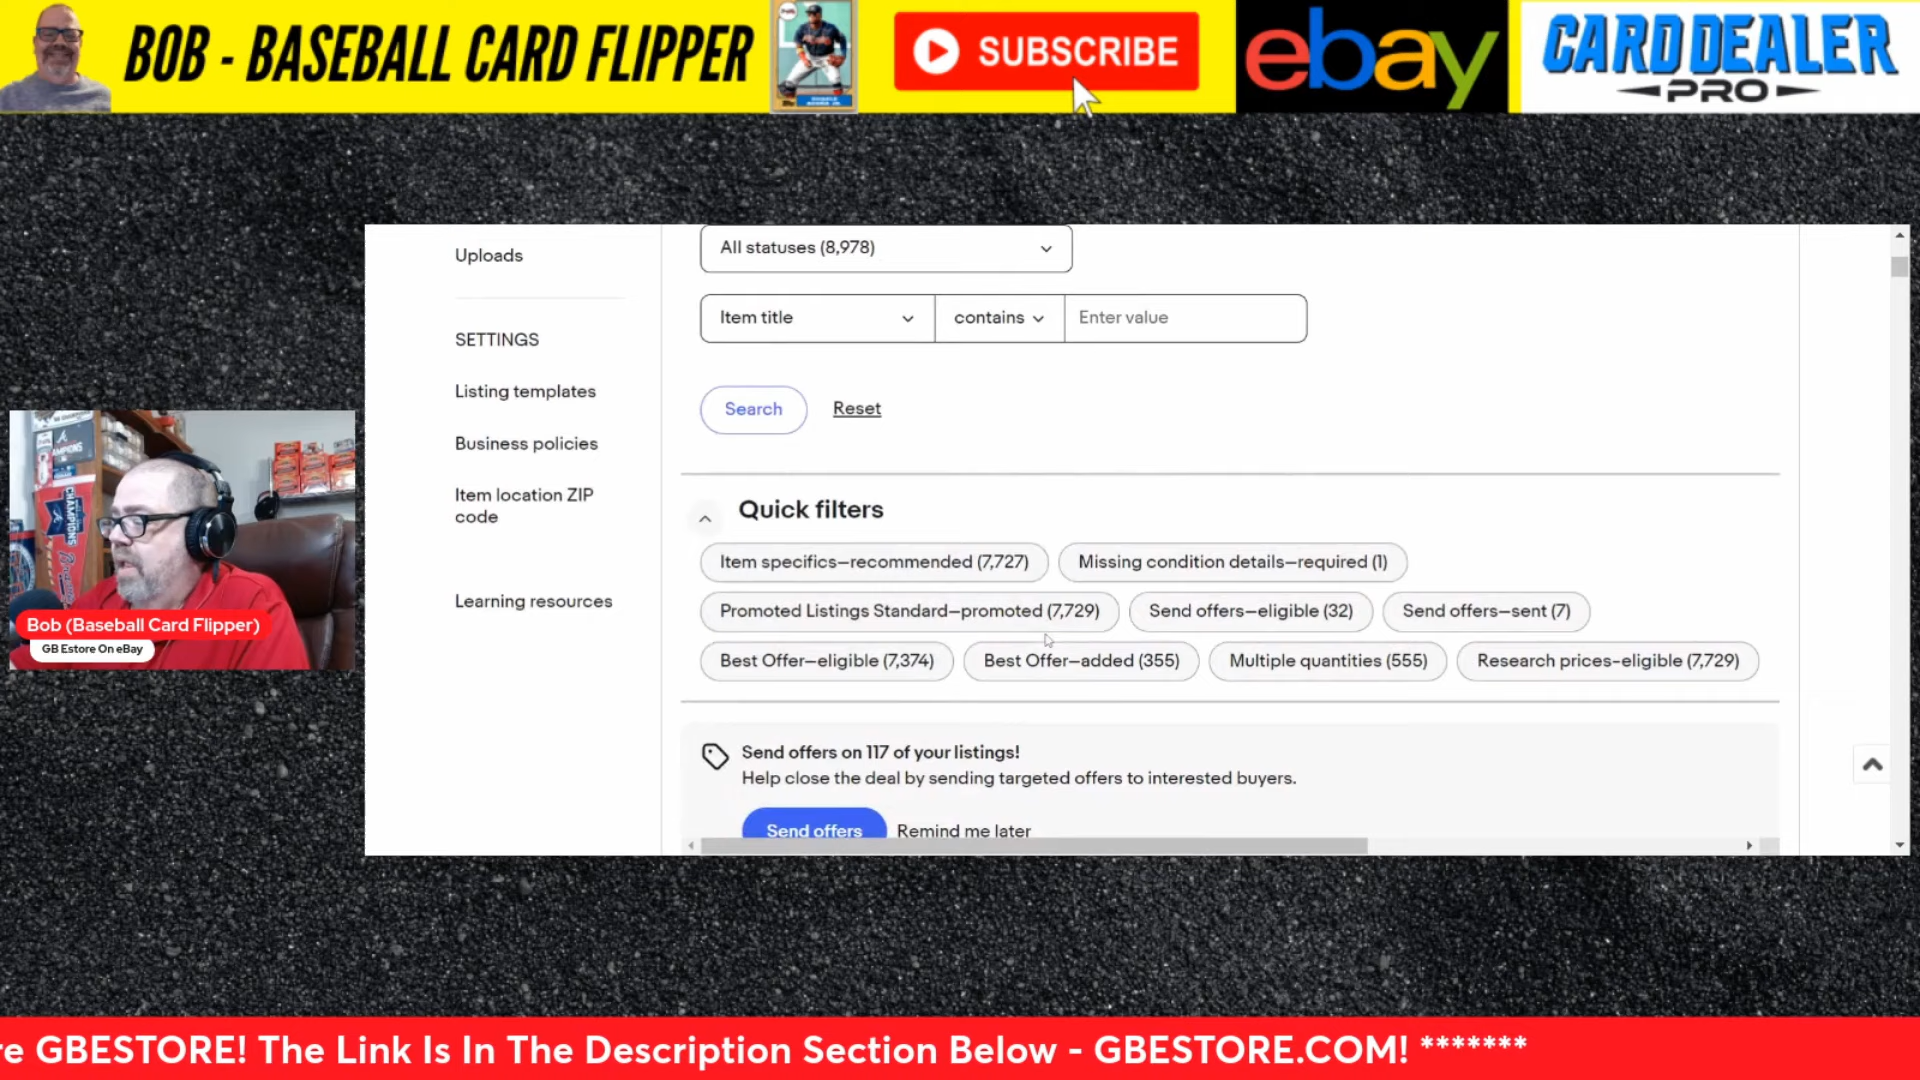 BOB - BASEBALL CARD FLIPPER
SUBSCRIBE
ebay
CARD DEALER
PRO
Uploads
SETTINGS
Listing templates
Business policies
Item location ZIP
code
Learning resources
All statuses (8,978)
Item title
contains
Enter value
Search
Reset
Quick filters
Item specifics—recommended (7,727)
Missing condition details—required (1)
Promoted Listings Standard—promoted (7,729)
Send offers—eligible (32)
Send offers—sent (7)
Best Offer—eligible (7,374)
Best Offer—added (355)
Multiple quantities (555)
Research prices-eligible (7,729)
Send offers on 117 of your listings!
Help close the deal by sending targeted offers to interested buyers.
Send offers
Remind me later
CHAMPIONS
Bob (Baseball Card Flipper)
GB Estore On eBay
re GBESTORE! The Link Is In The Description Section Below - GBESTORE.COM! *******